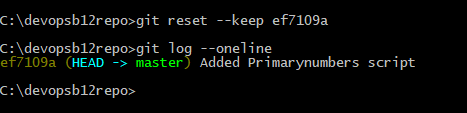 C:\devopsb12repo>git reset --keep ef7109a
C:\devopsb12repo>git log --oneline
ef7109a (HEAD -> master) Added Primarynumbers script
C:\devopsb12repo>